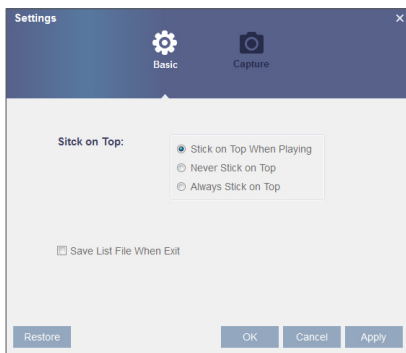 Settings
Basic
Capture
Sitck on Top:
Stick on Top When Playing
Never Stick on Top
Always Stick on Top
Save List File When Exit
Restore
OK
Cancel
Apply